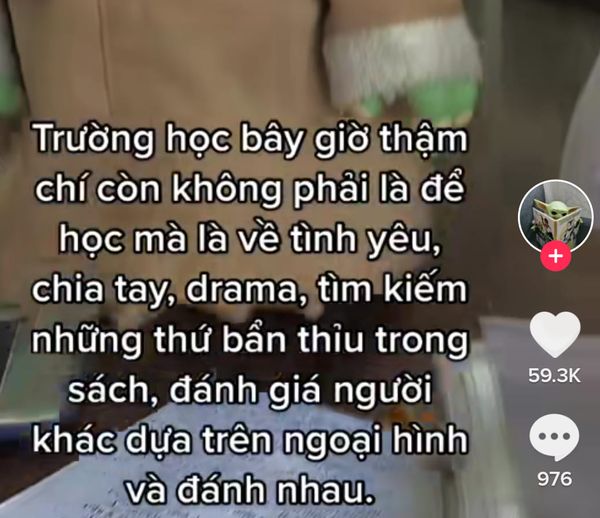 Trường học bây giờ thậm
chí còn không phải là để
học mà là về tình yêu,
chia tay, drama, tìm kiếm
những thứ bẩn thỉu trong
sách, đánh giá người
khác dựa trên ngoại hình
và đánh nhau.
59.3K
976